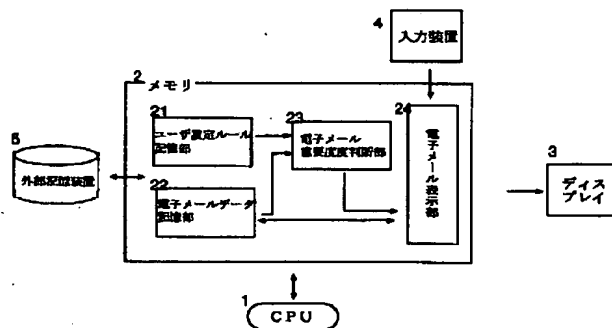 4
入力装置
2
メモリ
21
ユーザ設定ルール
記憶部
23
電子メール
重要度判断部
24
電子メール表示部
5
外部記憶装置
22
電子メールデータ
記憶部
3
ディス
プレイ
1
CPU